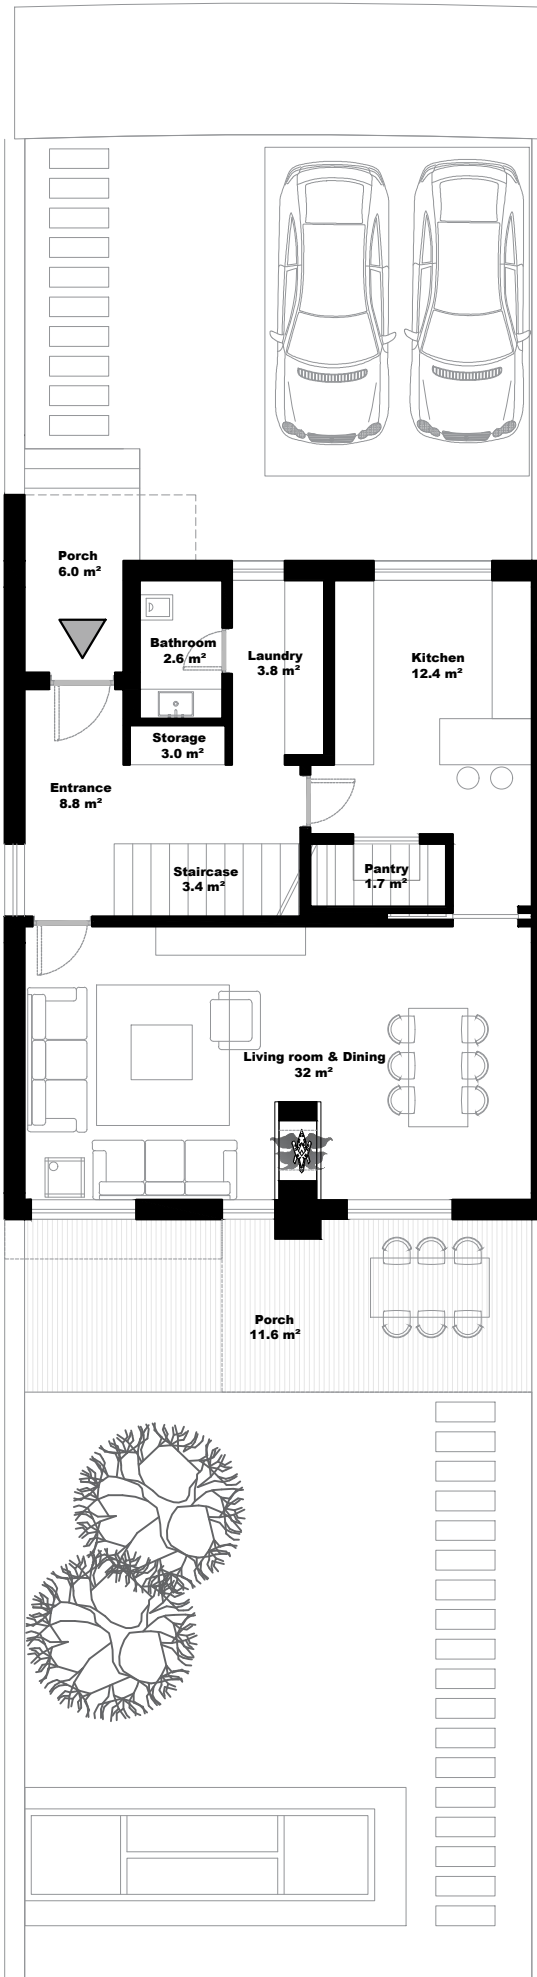 Porch
6.0 m²
Bathroom
2.6 m²
Laundry
3.8 m²
Kitchen
12.4 m²
Storage
3.0 m²
Entrance
8.8 m²
Staircase
3.4 m²
Pantry
1.7 m²
Living room & Dining
32 m²
Porch
11.6 m²